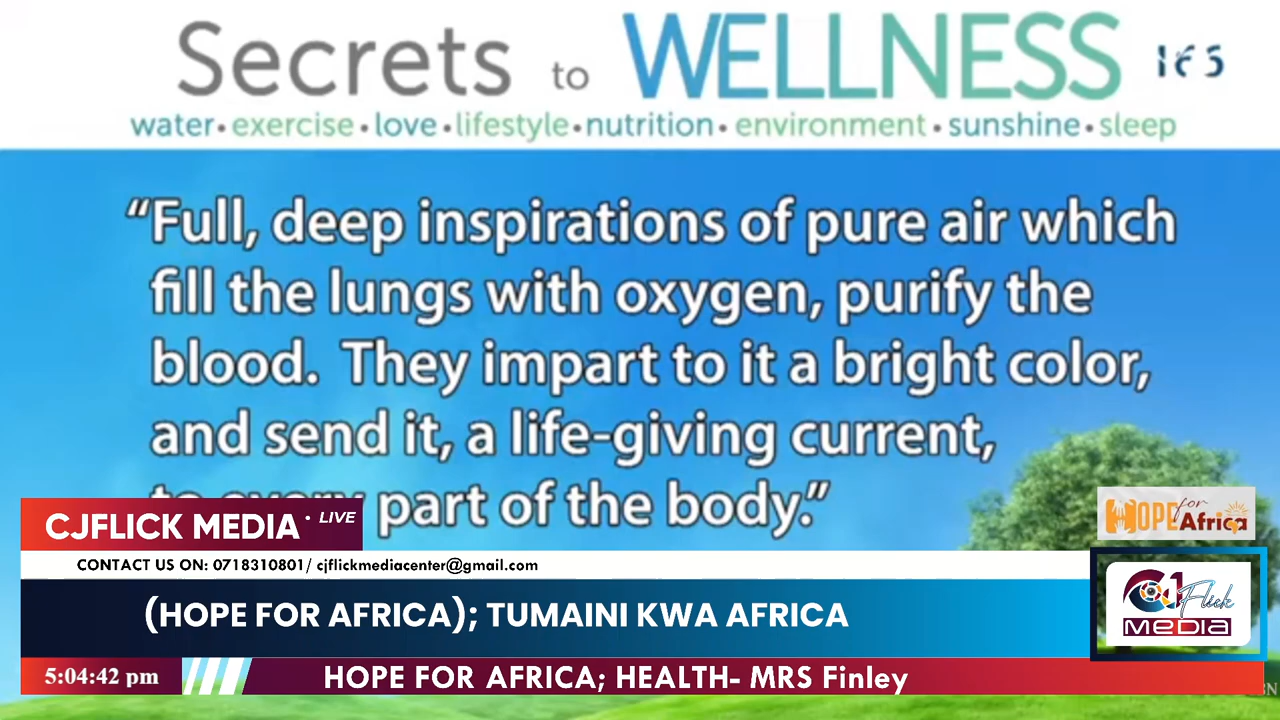 Secrets to WELLNESS
water • exercise • love • lifestyle • nutrition • environment • sunshine • sleep
“Full, deep inspirations of pure air which
fill the lungs with oxygen, purify the
blood. They impart to it a bright color,
and send it, a life-giving current,
to every part of the body.”
CJFLICK MEDIA • LIVE
HOPE for Africa
CONTACT US ON: 0718310801/ cjflickmediacenter@gmail.com
(HOPE FOR AFRICA); TUMAINI KWA AFRICA
Flick
MEDIA
5:04:42 pm
HOPE FOR AFRICA; HEALTH- MRS Finley